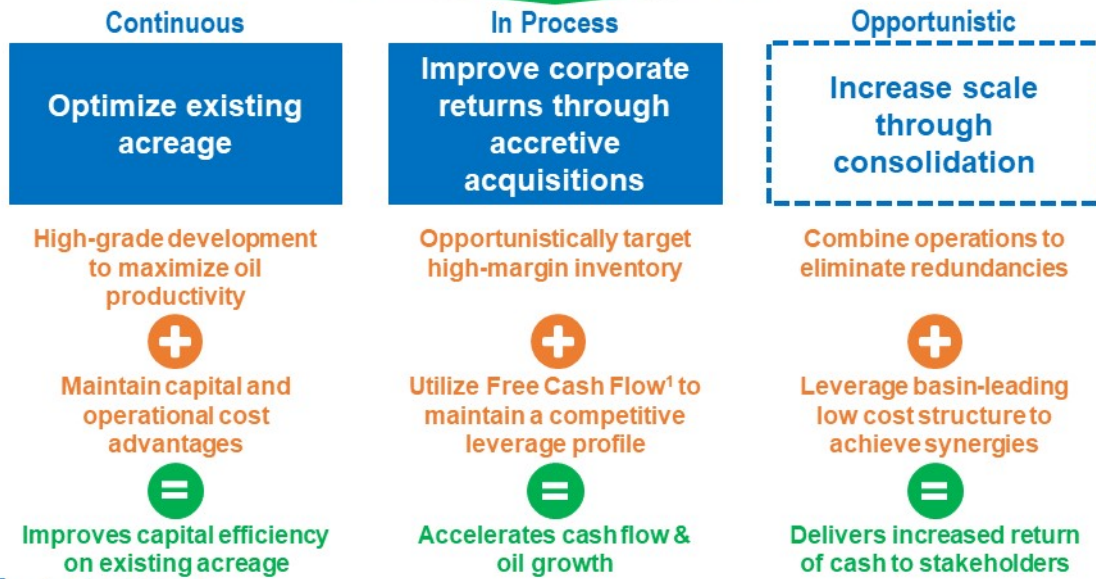 Continuous
Optimize existing
acreage
High-grade development
to maximize oil
productivity
+
Maintain capital and
operational cost
advantages
=
Improves capital efficiency
on existing acreage
In Process
Improve corporate
returns through
accretive
acquisitions
Opportunistically target
high-margin inventory
+
Utilize Free Cash Flow¹ to
maintain a competitive
leverage profile
=
Accelerates cash flow &
oil growth
Opportunistic
Increase scale
through
consolidation
Combine operations to
eliminate redundancies
+
Leverage basin-leading
low cost structure to
achieve synergies
=
Delivers increased return
of cash to stakeholders